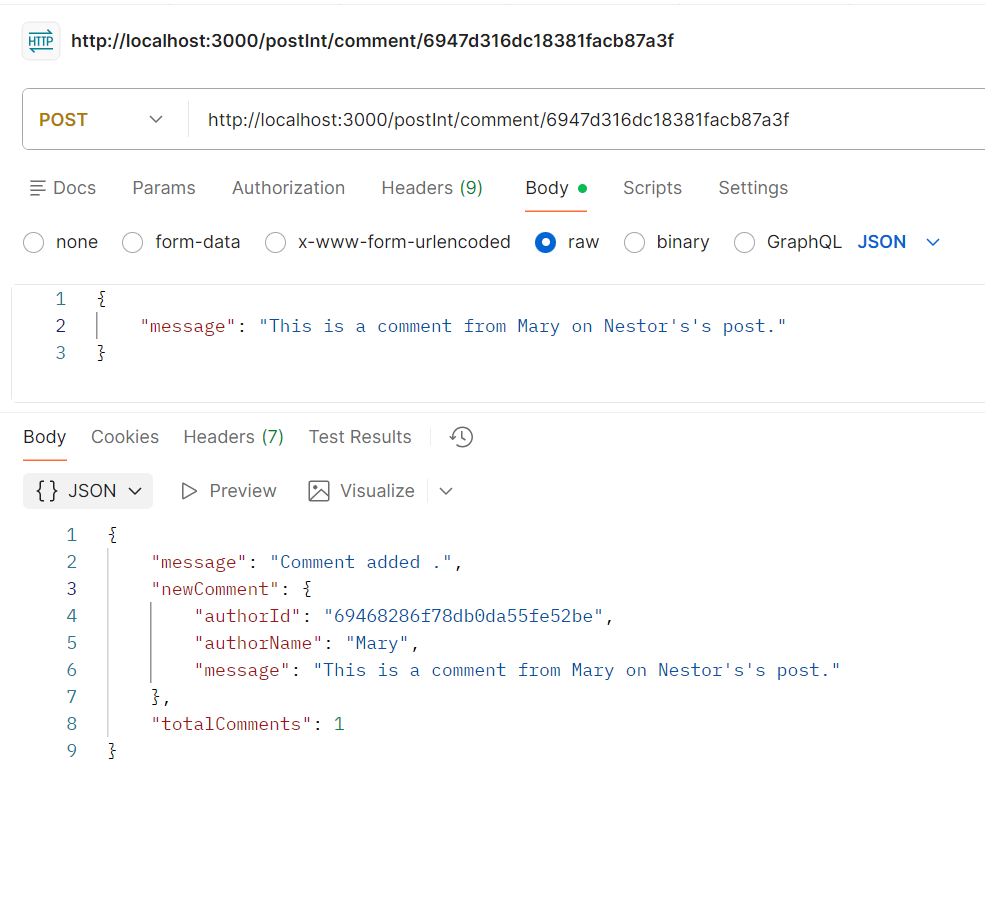 HTTP http://localhost:3000/postInt/comment/6947d316dc18381facb87a3f
POST http://localhost:3000/postInt/comment/6947d316dc18381facb87a3f
Docs Params Authorization Headers (9) Body Scripts Settings
none form-data x-www-form-urlencoded raw binary GraphQL JSON
1 {
2 "message": "This is a comment from Mary on Nestor's's post."
3 }
Body Cookies Headers (7) Test Results
{} JSON Preview Visualize
1 {
2 "message": "Comment added .",
3 "newComment": {
4 "authorId": "69468286f78db0da55fe52be",
5 "authorName": "Mary",
6 "message": "This is a comment from Mary on Nestor's's post."
7 },
8 "totalComments": 1
9 }